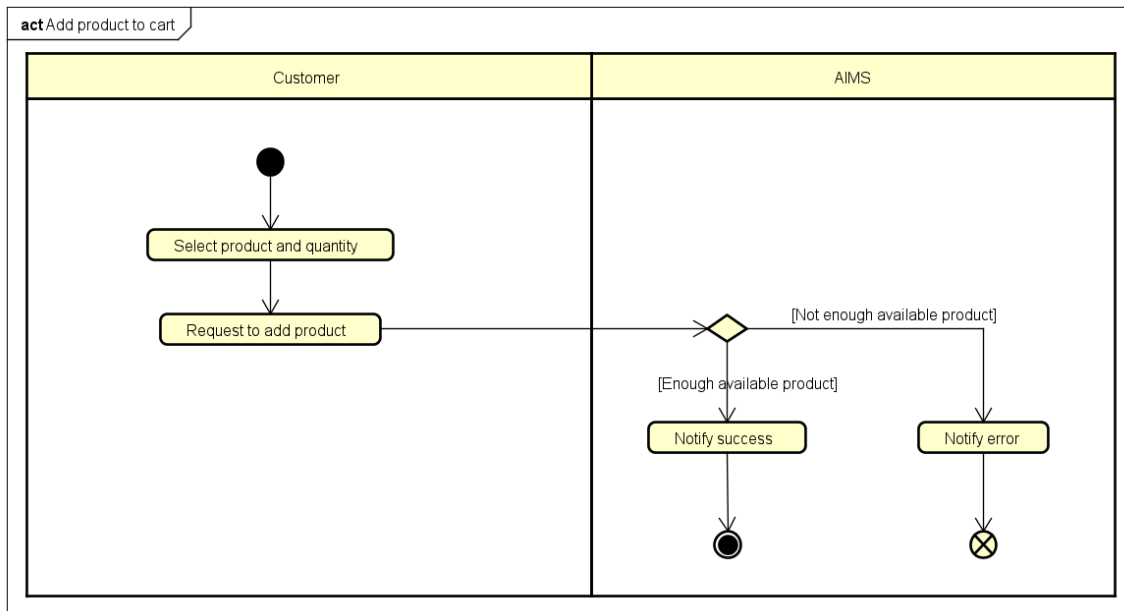 act Add product to cart
Customer
AIMS
Select product and quantity
Request to add product
[Not enough available product]
[Enough available product]
Notify success
Notify error